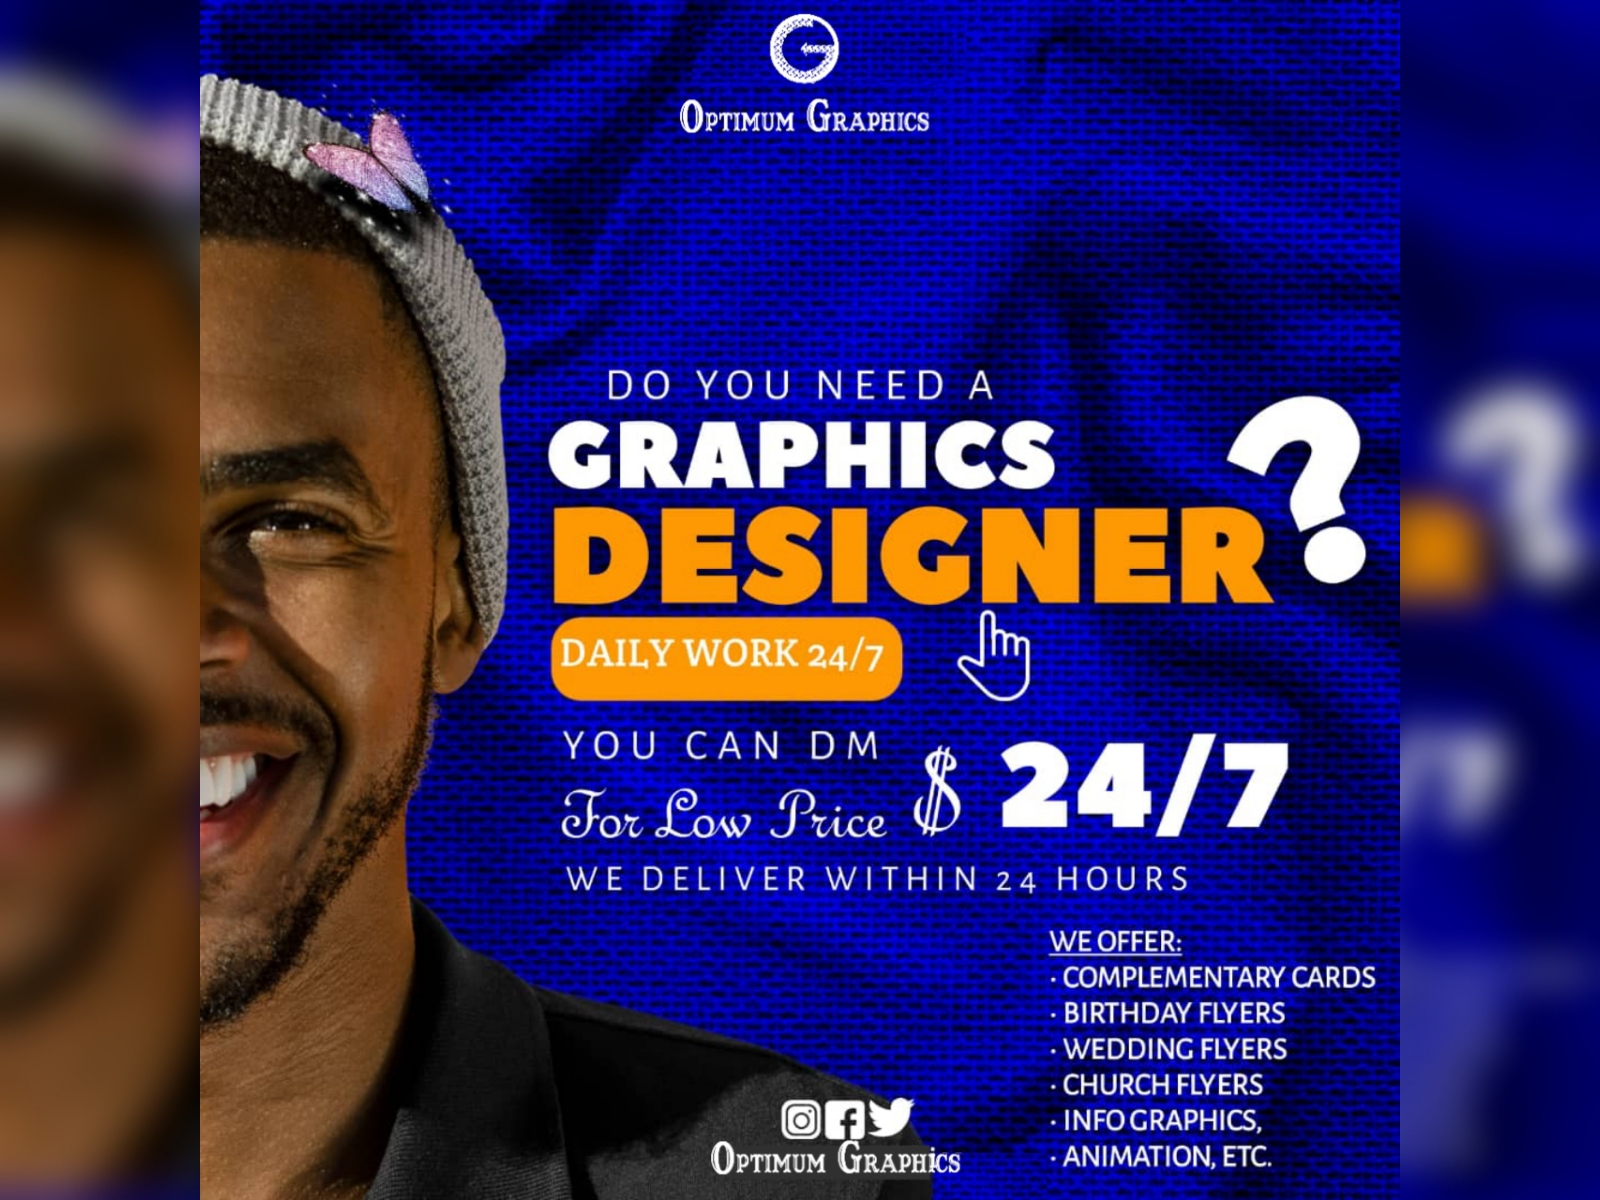 OPTIMUM GRAPHICS
DO YOU NEED A
GRAPHICS
DESIGNER?
DAILY WORK 24/7
YOU CAN DM
For Low Price $ 24/7
WE DELIVER WITHIN 24 HOURS
WE OFFER:
· COMPLEMENTARY CARDS
· BIRTHDAY FLYERS
· WEDDING FLYERS
· CHURCH FLYERS
· INFO GRAPHICS,
· ANIMATION, ETC.
OPTIMUM GRAPHiCS